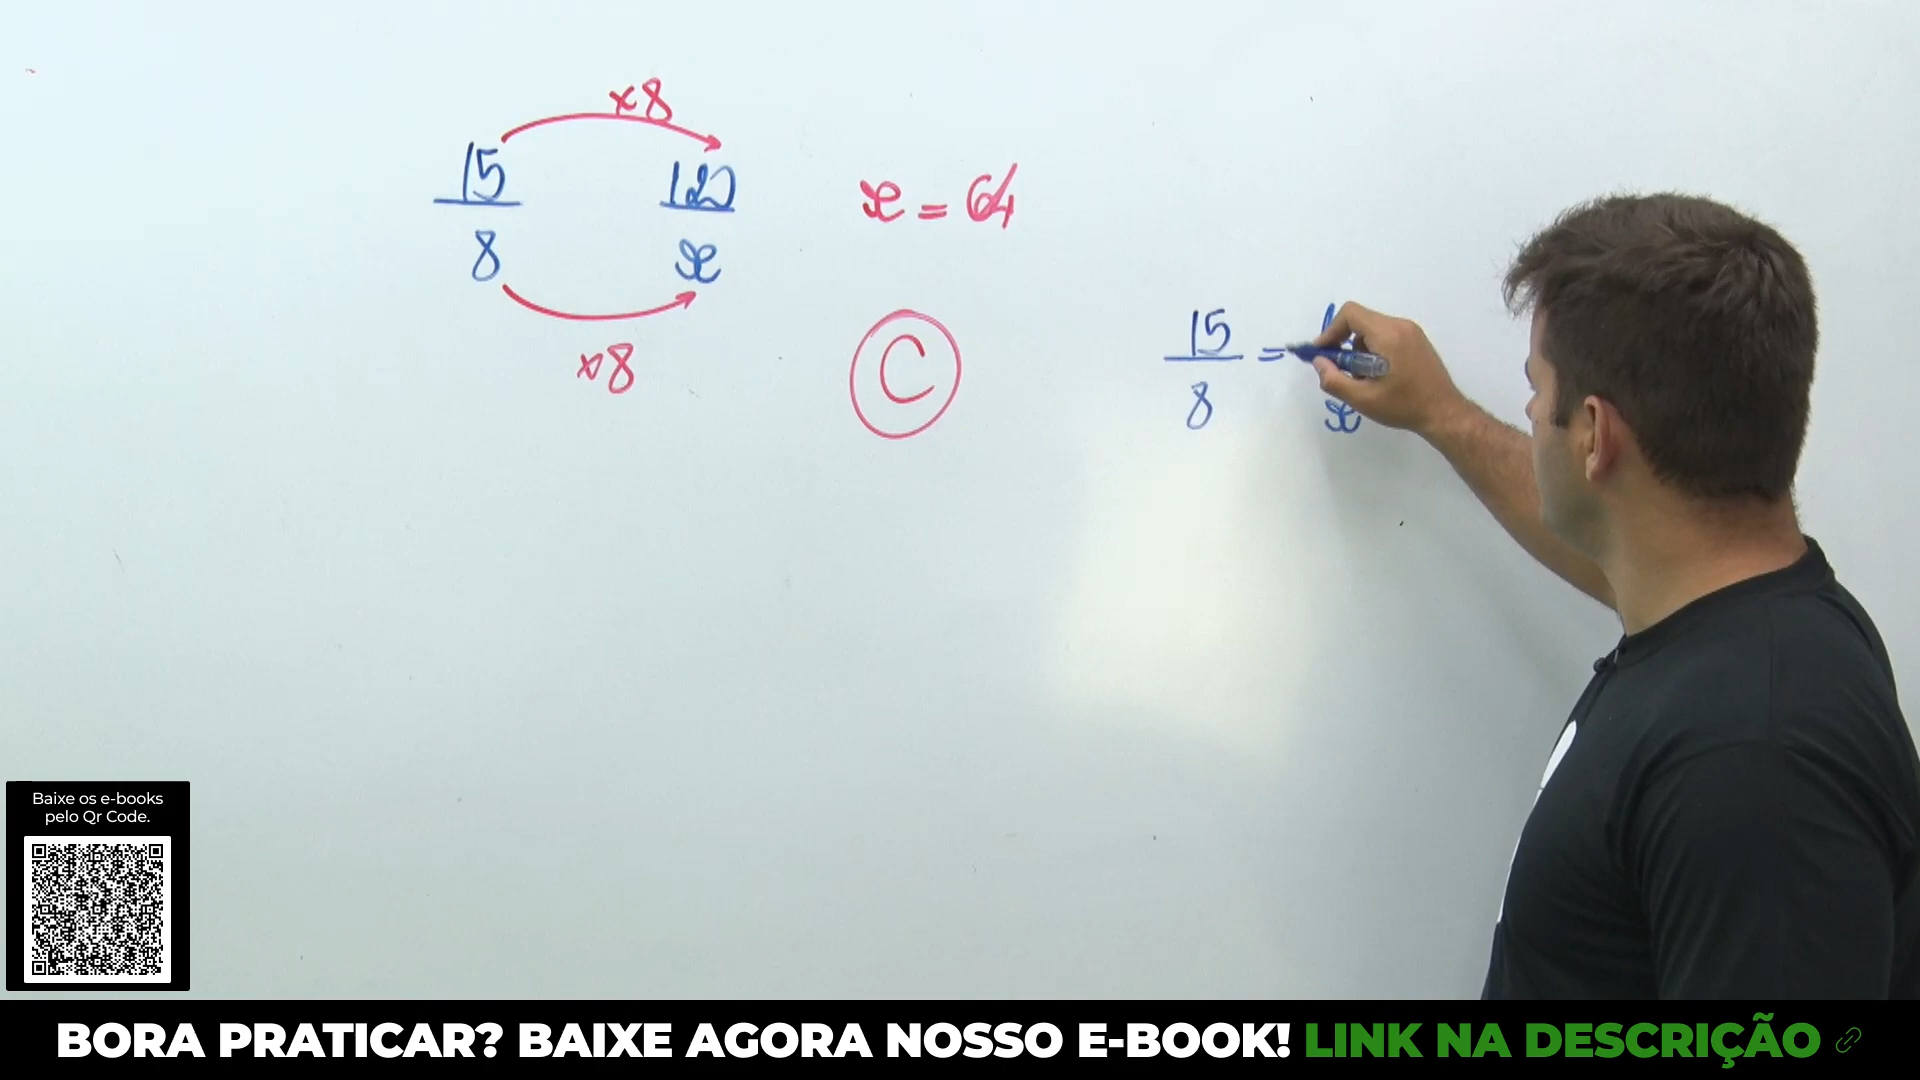 ×8
15 120 x = 64
8 x
×8
C
15 =
8 x
Baixe os e-books
pelo Qr Code.
BORA PRATICAR? BAIXE AGORA NOSSO E-BOOK! LINK NA DESCRIÇÃO